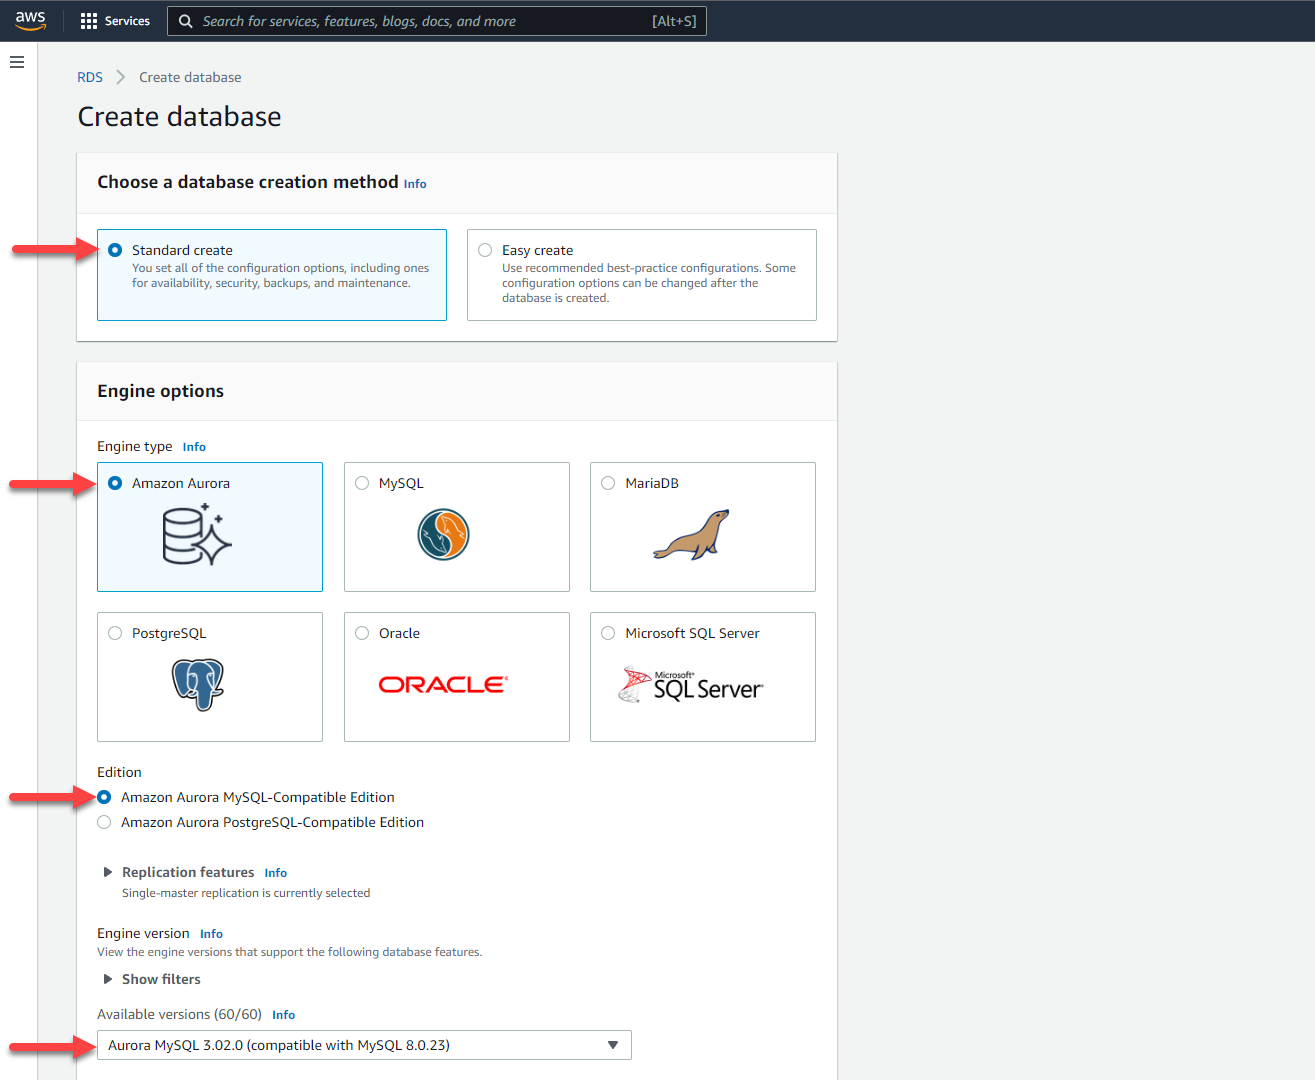 aws
Services
Search for services, features, blogs, docs, and more [Alt+S]
RDS Create database
Create database
Choose a database creation method Info
Standard create
You set all of the configuration options, including ones
for availability, security, backups, and maintenance.
Easy create
Use recommended best-practice configurations. Some
configuration options can be changed after the
database is created.
Engine options
Engine type Info
Amazon Aurora
MySQL
MariaDB
PostgreSQL
Oracle
ORACLE
Microsoft SQL Server
Microsoft®
SQL Server
Edition
Amazon Aurora MySQL-Compatible Edition
Amazon Aurora PostgreSQL-Compatible Edition
Replication features Info
Single-master replication is currently selected
Engine version Info
View the engine versions that support the following database features.
Show filters
Available versions (60/60) Info
Aurora MySQL 3.02.0 (compatible with MySQL 8.0.23)